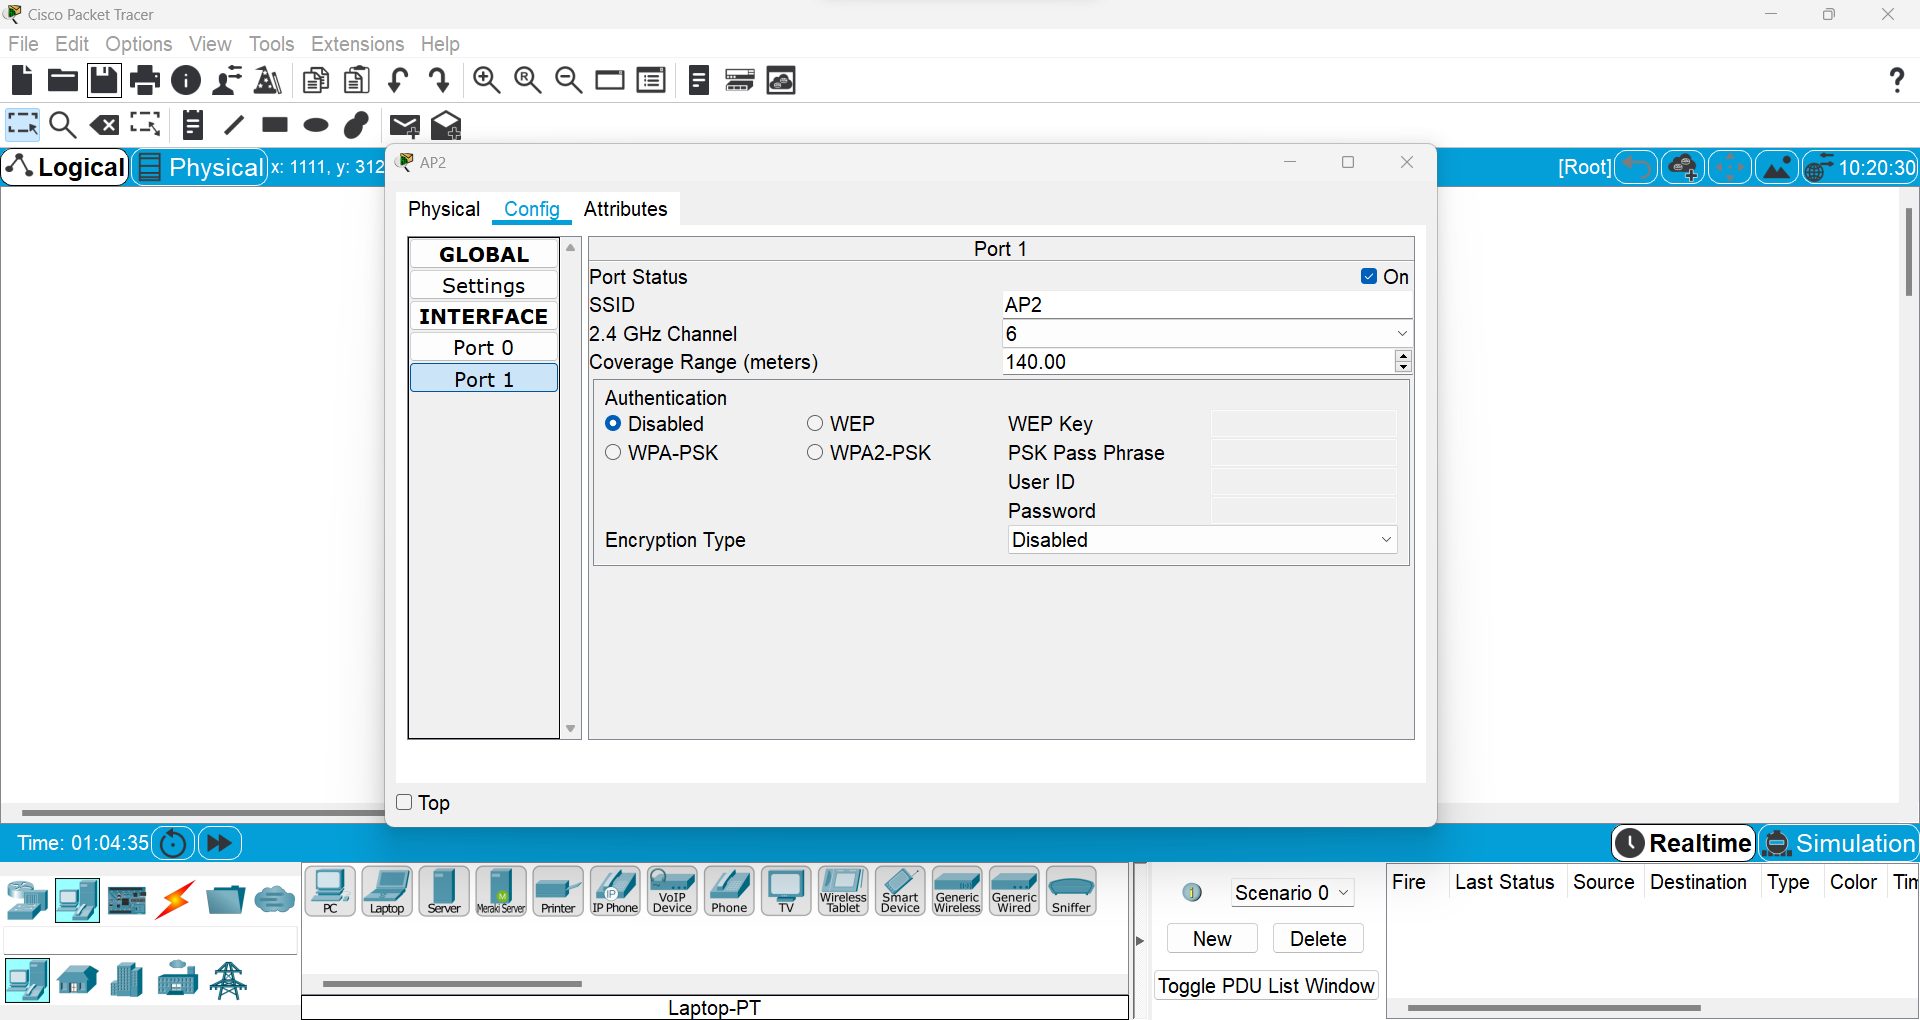 Cisco Packet Tracer
File Edit Options View Tools Extensions Help
Logical Physical x: 1111, y: 312 [Root] 10:20:30
AP2
Physical Config Attributes
GLOBAL
Settings
INTERFACE
Port 0
Port 1
Port 1
Port Status On
SSID AP2
2.4 GHz Channel 6
Coverage Range (meters) 140.00
Authentication
Disabled WEP WEP Key
WPA-PSK WPA2-PSK PSK Pass Phrase
User ID
Password
Encryption Type Disabled
Top
Time: 01:04:35 Realtime Simulation
PC Laptop Server Meraki Server Printer IP Phone VoIP Device Phone TV Wireless Tablet Smart Device Generic Wireless Generic Wired Sniffer
Laptop-PT
Scenario 0
New Delete
Toggle PDU List Window
Fire Last Status Source Destination Type Color Tim